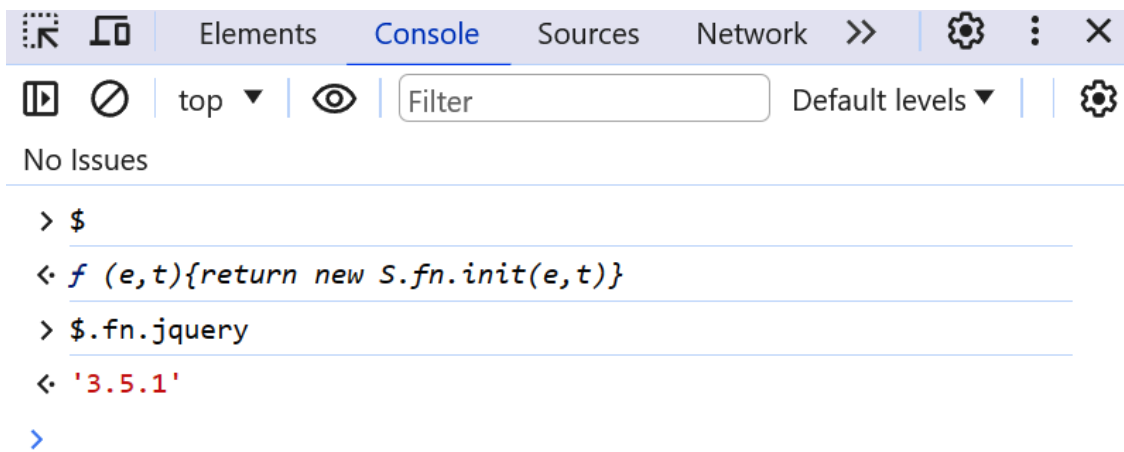 Elements Console Sources Network
top Filter Default levels
No Issues
> $
ƒ (e,t){return new S.fn.init(e,t)}
> $.fn.jquery
'3.5.1'
>